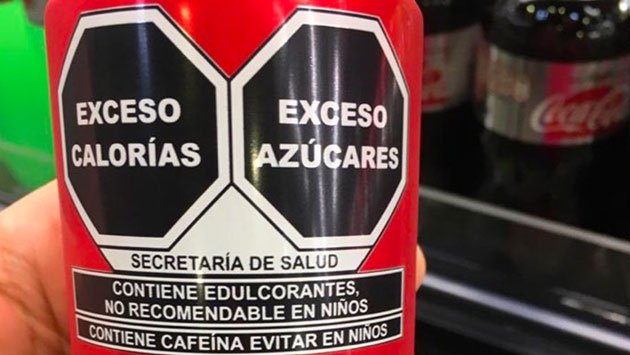 EXCESO
CALORÍAS
EXCESO
AZÚCARES
SECRETARÍA DE SALUD
CONTIENE EDULCORANTES,
NO RECOMENDABLE EN NIÑOS
CONTIENE CAFEÍNA EVITAR EN NIÑOS
Coca-Cola